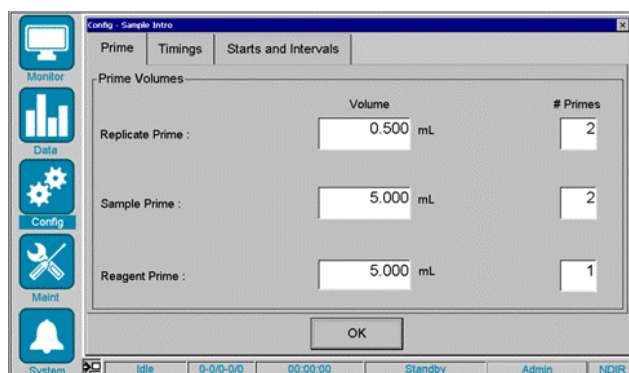 Config - Sample Intro
Prime Timings Starts and Intervals
Monitor
Prime Volumes
Volume # Primes
Replicate Prime : 0.500 mL 2
Data
Sample Prime : 5.000 mL 2
Config
Reagent Prime : 5.000 mL 1
Maint
OK
System Idle 0-0/0-0/0 00:00:00 Standby Admin NDIR